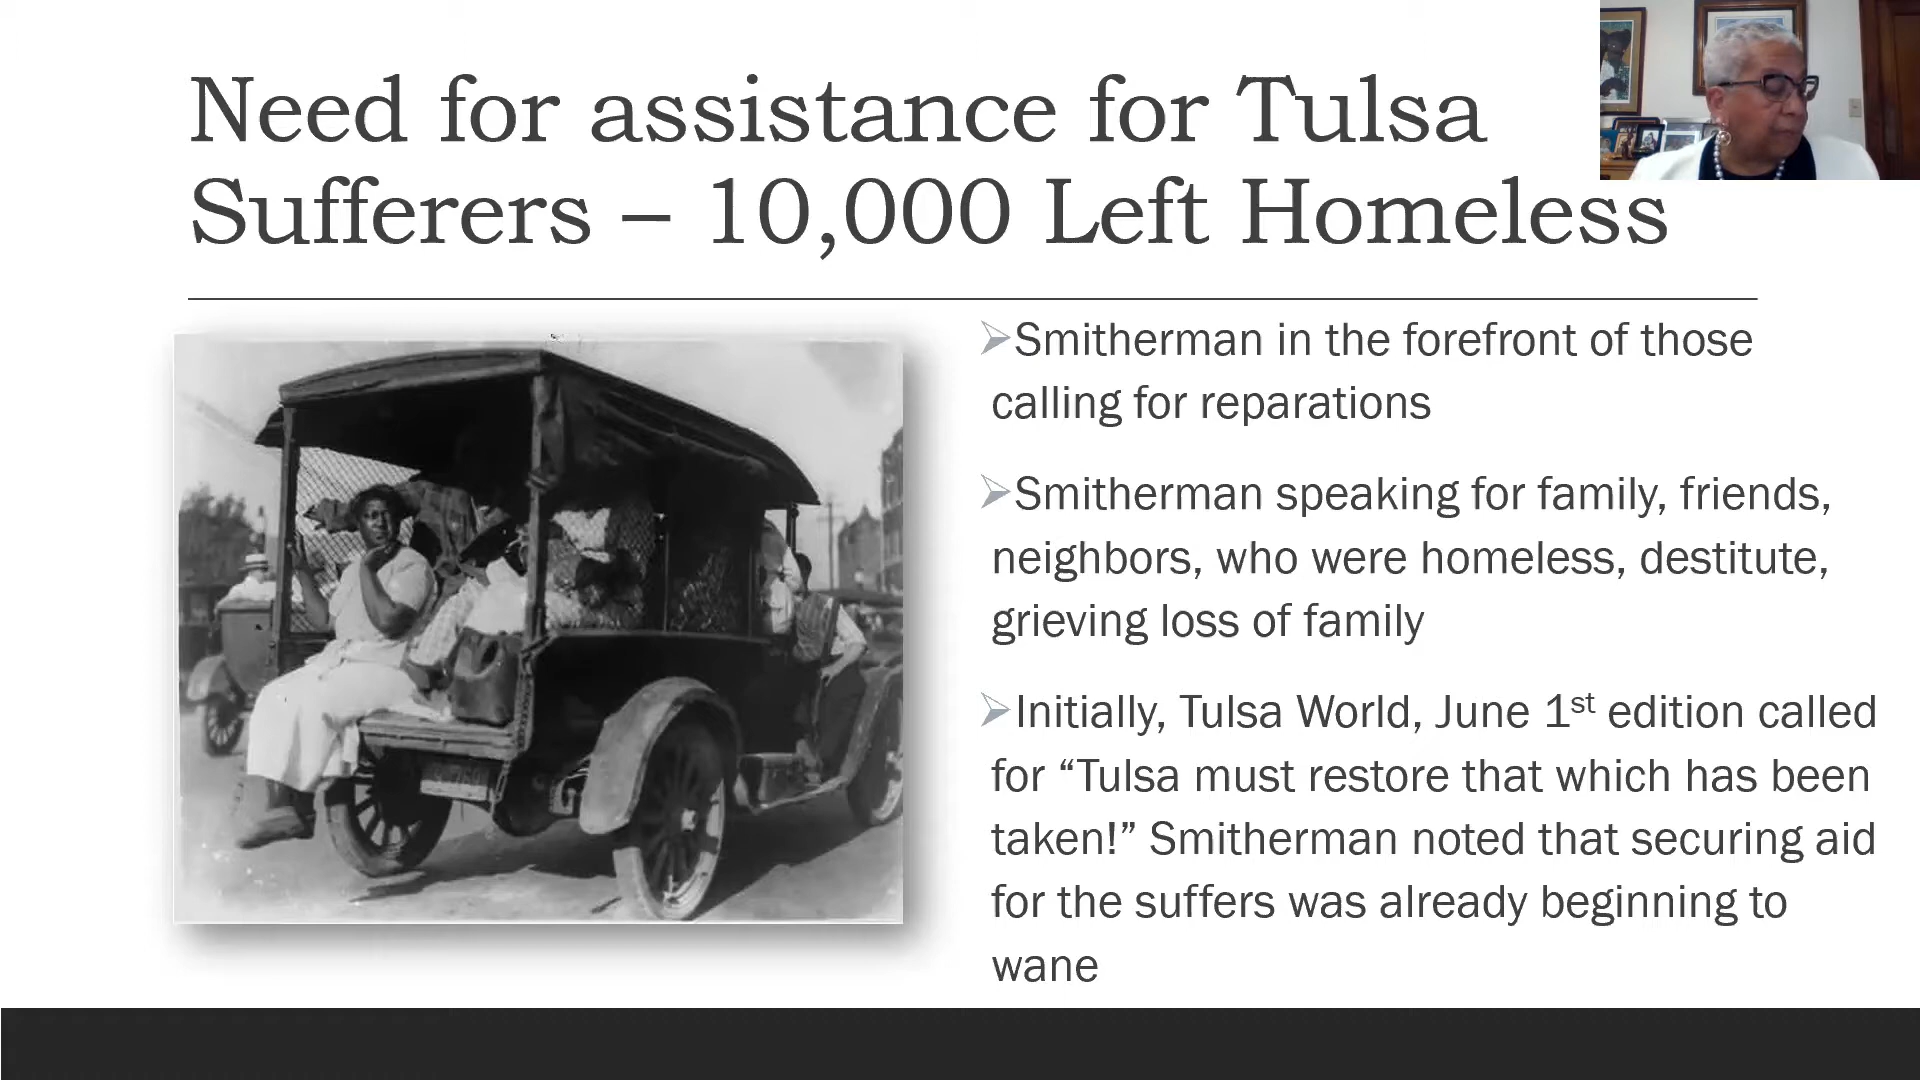 Need for assistance for Tulsa
Sufferers – 10,000 Left Homeless
➢Smitherman in the forefront of those
calling for reparations
➢Smitherman speaking for family, friends,
neighbors, who were homeless, destitute,
grieving loss of family
➢Initially, Tulsa World, June 1st edition called
for “Tulsa must restore that which has been
taken!” Smitherman noted that securing aid
for the suffers was already beginning to
wane